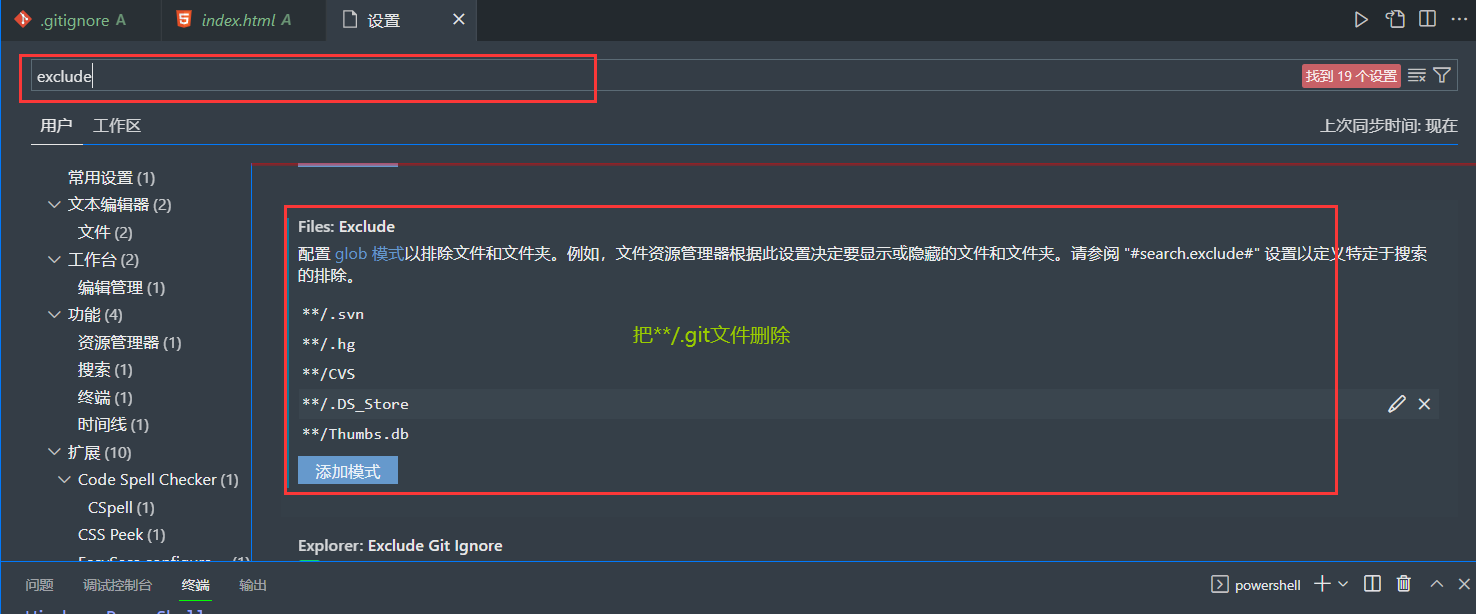 .gitignore A
index.html A
设置
exclude
找到 19 个设置
用户 工作区
上次同步时间: 现在
常用设置 (1)
文本编辑器 (2)
文件 (2)
工作台 (2)
编辑管理 (1)
功能 (4)
资源管理器 (1)
搜索 (1)
终端 (1)
时间线 (1)
扩展 (10)
Code Spell Checker (1)
CSpell (1)
CSS Peek (1)
Files: Exclude
配置 glob 模式以排除文件和文件夹。例如，文件资源管理器根据此设置决定要显示或隐藏的文件和文件夹。请参阅 "#search.exclude#" 设置以定义特定于搜索
的排除。
**/.svn
**/.hg
**/CVS
**/.DS_Store
**/Thumbs.db
把**/.git文件删除
添加模式
Explorer: Exclude Git Ignore
问题 调试控制台 终端 输出
powershell